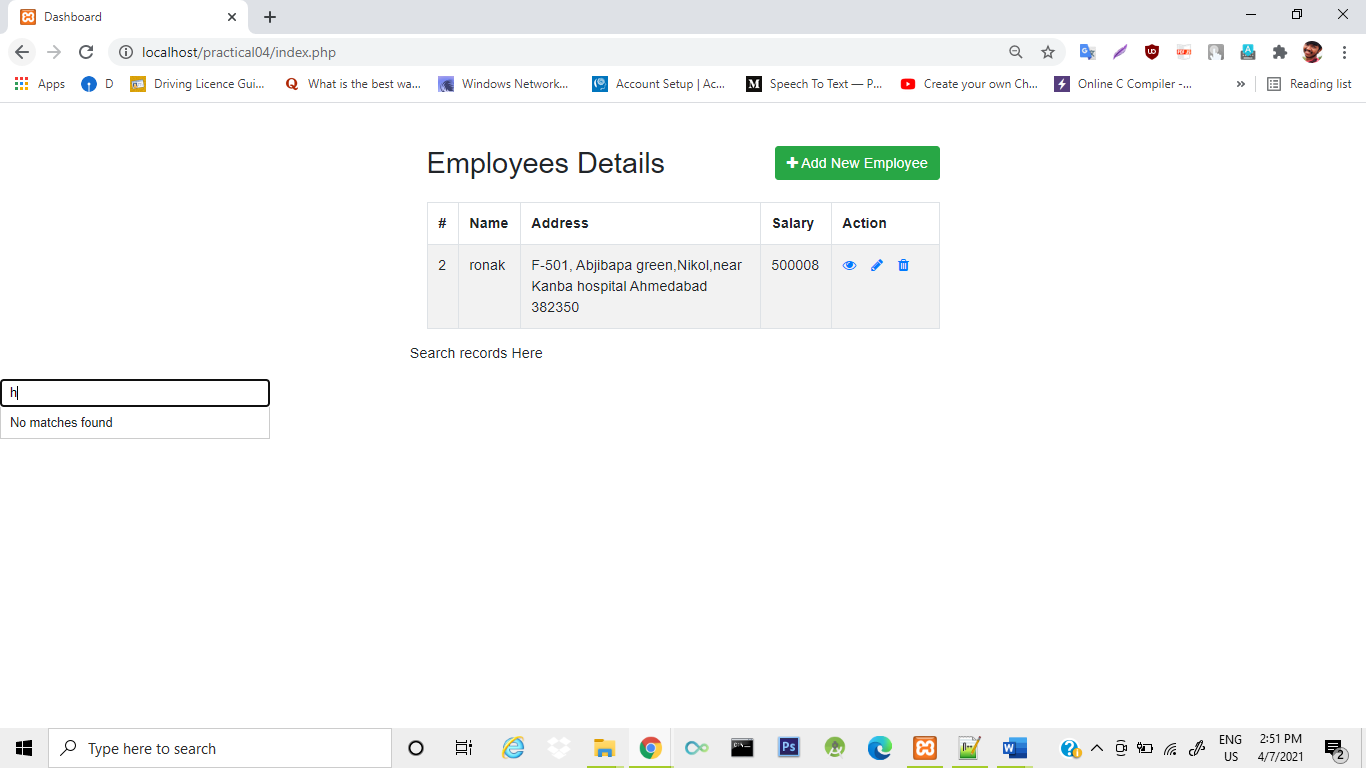 Dashboard
localhost/practical04/index.php
Apps D Driving Licence Gui... What is the best wa... Windows Network... Account Setup | Ac... Speech To Text — P... Create your own Ch... Online C Compiler -... » Reading list
Employees Details
Add New Employee
# Name Address Salary Action
2 ronak F-501, Abjibapa green,Nikol,near 500008
Kanba hospital Ahmedabad
382350
Search records Here
h
No matches found
Type here to search
ENG 2:51 PM
US 4/7/2021
2